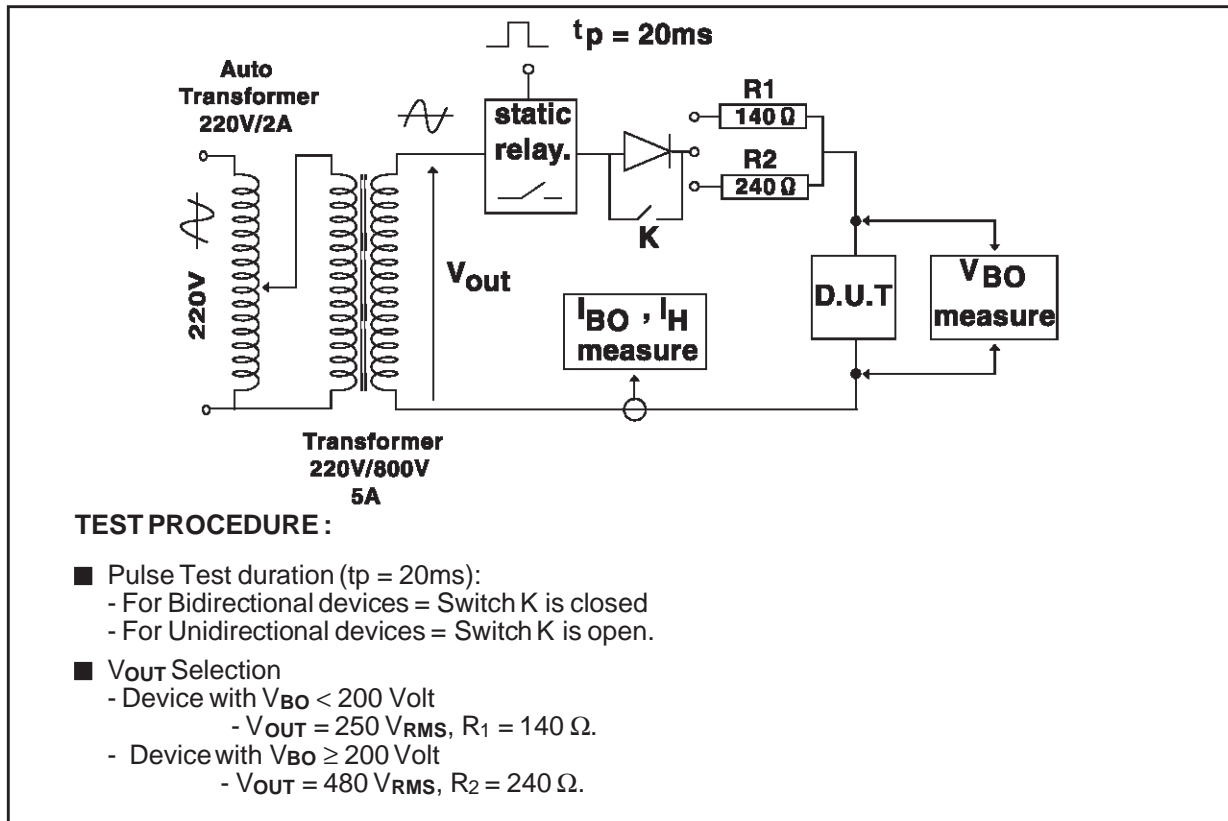 tp = 20ms
Auto
Transformer
220V/2A
static
relay.
R1
140 Ω
R2
240 Ω
K
220V
Vout
IBO , IH
measure
D.U.T
VBO
measure
Transformer
220V/800V
5A
TEST PROCEDURE :
■ Pulse Test duration (tp = 20ms):
- For Bidirectional devices = Switch K is closed
- For Unidirectional devices = Switch K is open.
■ VOUT Selection
- Device with VBO < 200 Volt
- VOUT = 250 VRMS, R1 = 140 Ω.
- Device with VBO ≥ 200 Volt
- VOUT = 480 VRMS, R2 = 240 Ω.